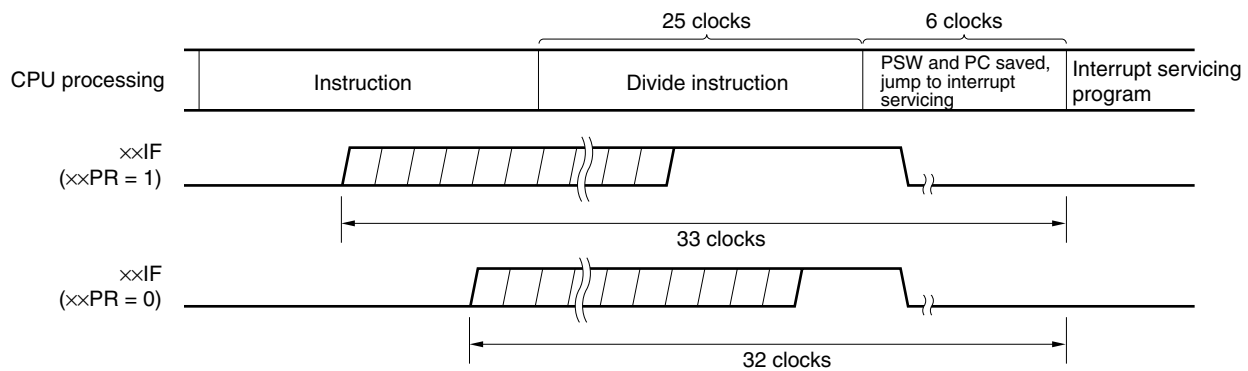 25 clocks
6 clocks
CPU processing
Instruction
Divide instruction
PSW and PC saved,
jump to interrupt
servicing
Interrupt servicing
program
××IF
(××PR = 1)
33 clocks
××IF
(××PR = 0)
32 clocks